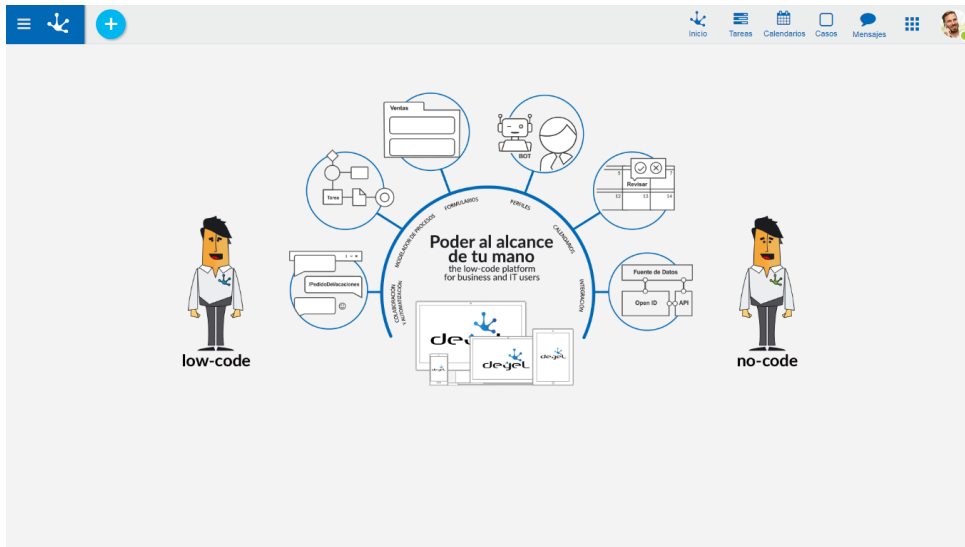 Inicio
Tareas
Calendarios
Casos
Mensajes
Ventas
BOT
Tarea
5
7
Revisar
12
13
14
FORMULARIOS
PERFILES
MODELADOR DE PROCESOS
CALENDARIOS
Poder al alcance
de tu mano
the low-code platform
for business and IT users
PedidoDeVacaciones
Fuente de Datos
Open ID
API
COLABORACIÓN
INTEGRACIÓN
deyel
deyel
deyel
low-code
no-code